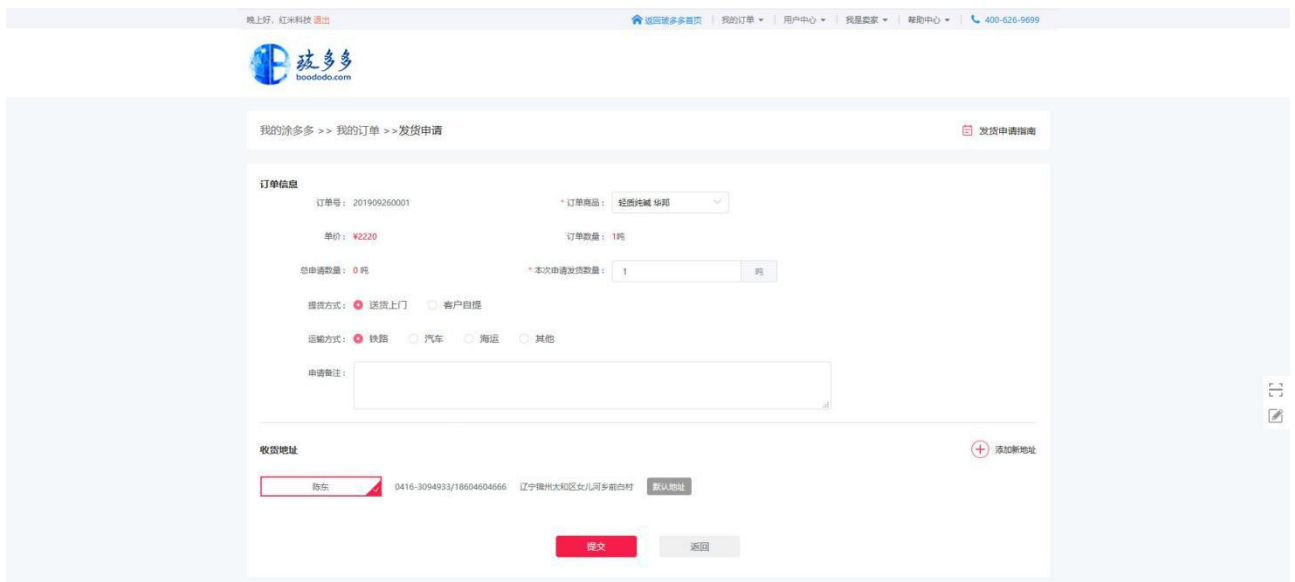 晚上好，红米科技 退出 返回玻多多首页 我的订单 用户中心 我是卖家 帮助中心 400-626-9699
玻多多
boododo.com
我的涂多多 >> 我的订单 >>发货申请 发货申请指南
订单信息
订单号： 201909260001 * 订单商品： 轻质纯碱 华邦
单价： ¥2220 订单数量： 1吨
总申请数量： 0 吨 * 本次申请发货数量： 1 吨
提货方式： 送货上门 客户自提
运输方式： 铁路 汽车 海运 其他
申请备注：
收货地址 添加新地址
陈东 0416-3094933/18604604666 辽宁锦州太和区女儿河乡前白村 默认地址
提交 返回